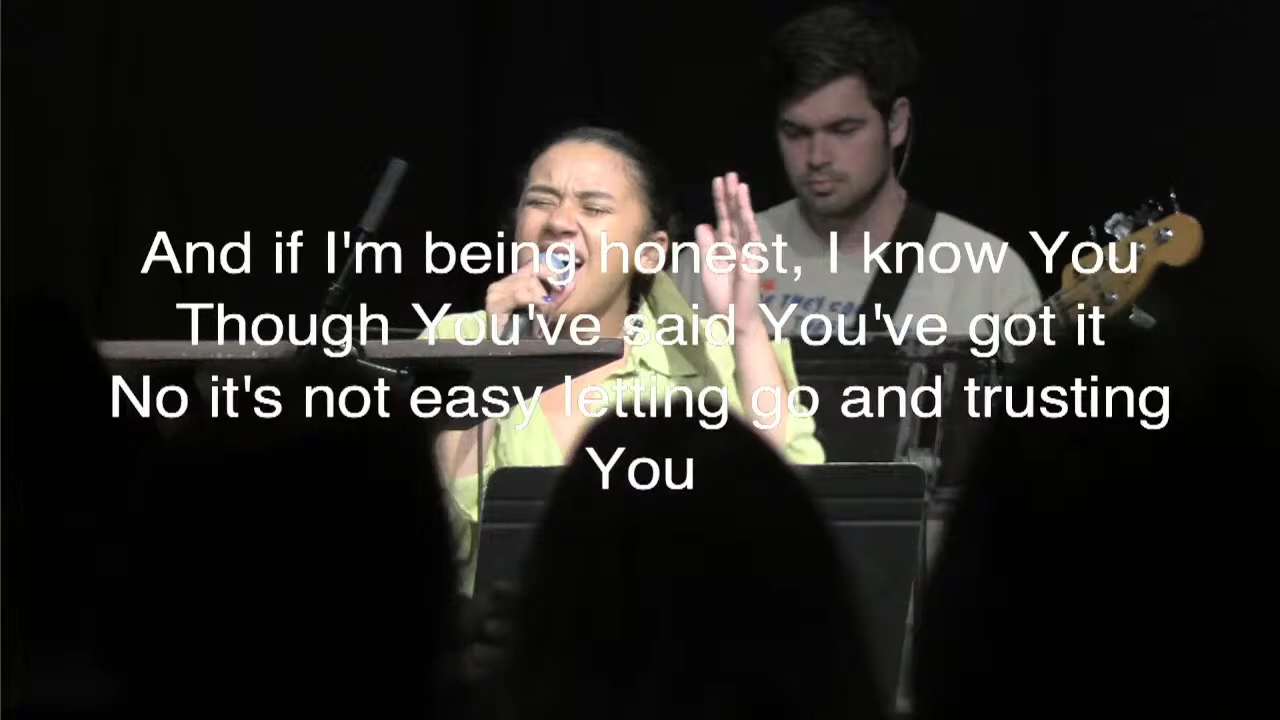 And if I'm being honest, I know You
Though You've said You've got it
No it's not easy letting go and trusting
You
THEY